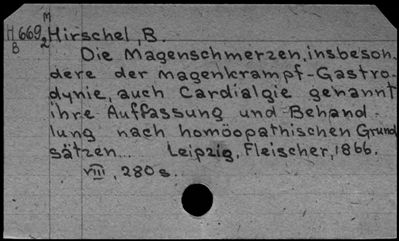 M
H669 2 Hirschel, B.
B
Die Magenschmerzen, insbeson-
dere der Magenkrampf-Gastro-
dynie, auch Cardialgie genannt
ihre Auffassung und Behand-
lung nach homöopathischen Grund
sätzen... Leipzig, Fleischer, 1866.
VIII, 280 s.